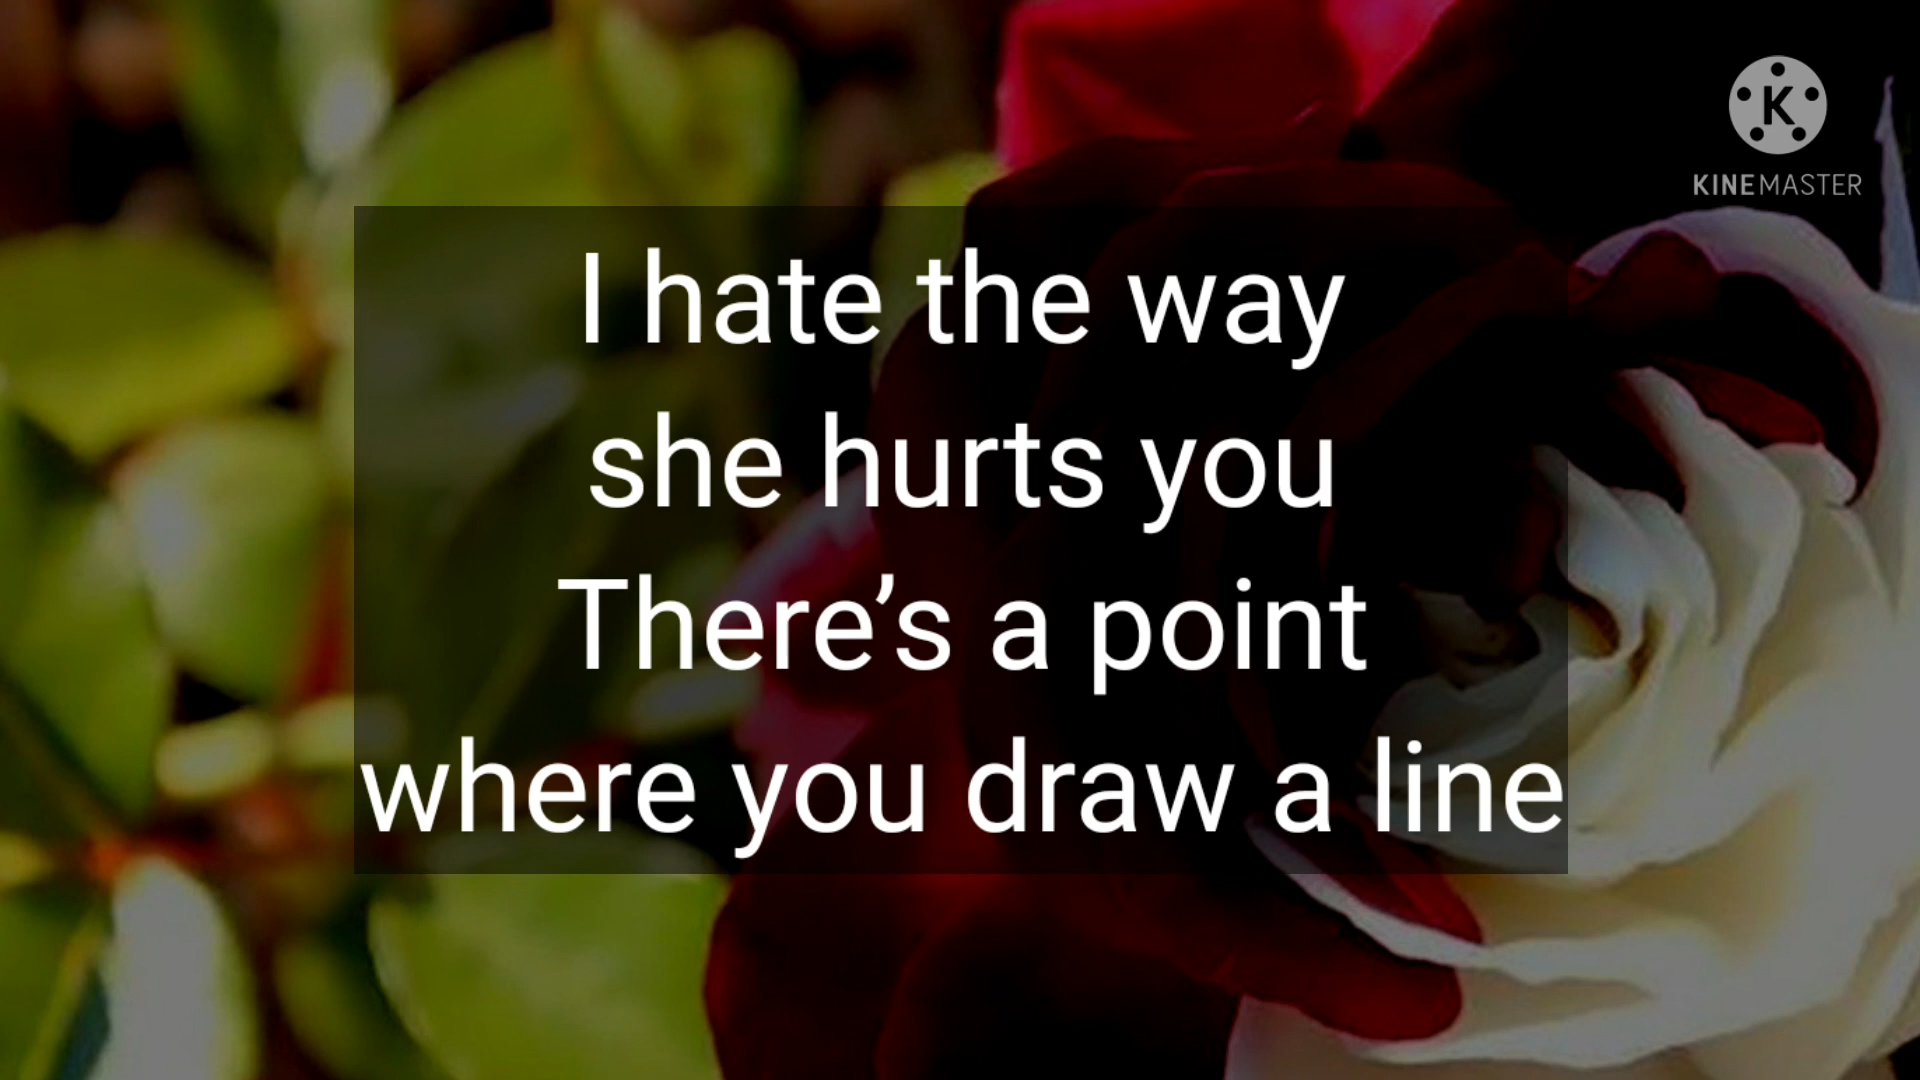 K
KINEMASTER
I hate the way
she hurts you
There’s a point
where you draw a line